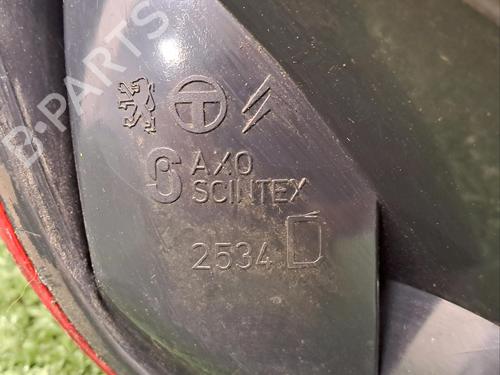 AXO
SCINTEX
2534 D
B-PARTS